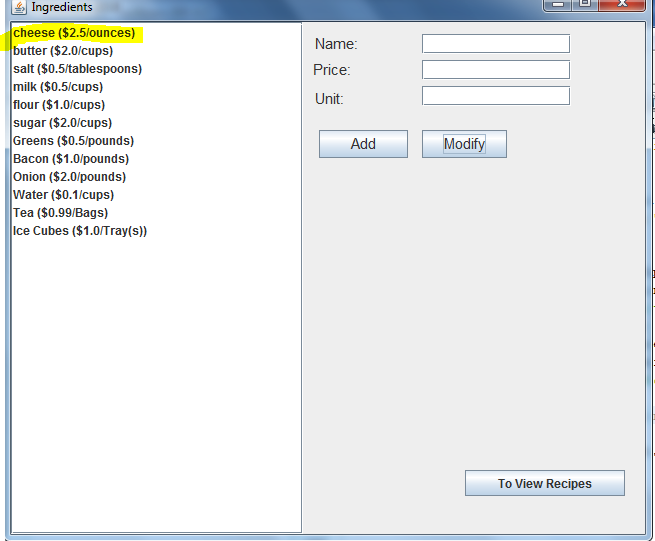 Ingredients
cheese ($2.5/ounces)
butter ($2.0/cups)
salt ($0.5/tablespoons)
milk ($0.5/cups)
flour ($1.0/cups)
sugar ($2.0/cups)
Greens ($0.5/pounds)
Bacon ($1.0/pounds)
Onion ($2.0/pounds)
Water ($0.1/cups)
Tea ($0.99/Bags)
Ice Cubes ($1.0/Tray(s))
Name:
Price:
Unit:
Add Modify
To View Recipes